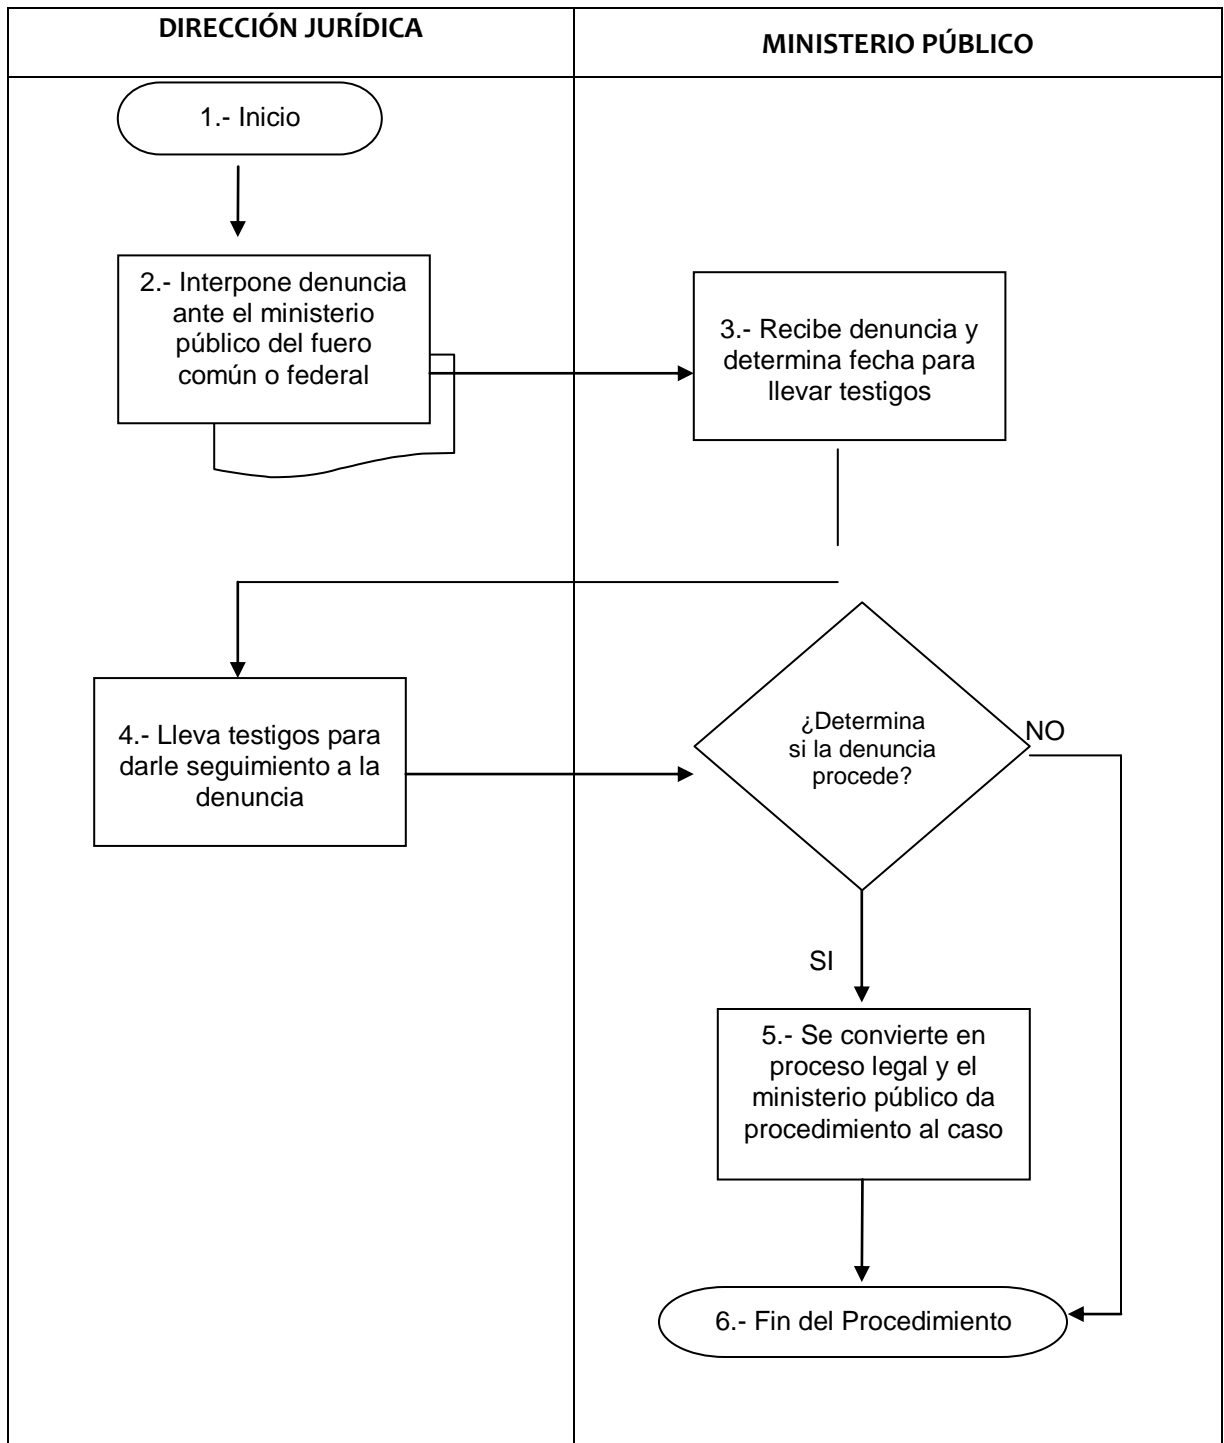 DIRECCIÓN JURÍDICA
MINISTERIO PÚBLICO
1.- Inicio
2.- Interpone denuncia
ante el ministerio
público del fuero
común o federal
3.- Recibe denuncia y
determina fecha para
llevar testigos
4.- Lleva testigos para
darle seguimiento a la
denuncia
¿Determina
si la denuncia
procede?
NO
SI
5.- Se convierte en
proceso legal y el
ministerio público da
procedimiento al caso
6.- Fin del Procedimiento